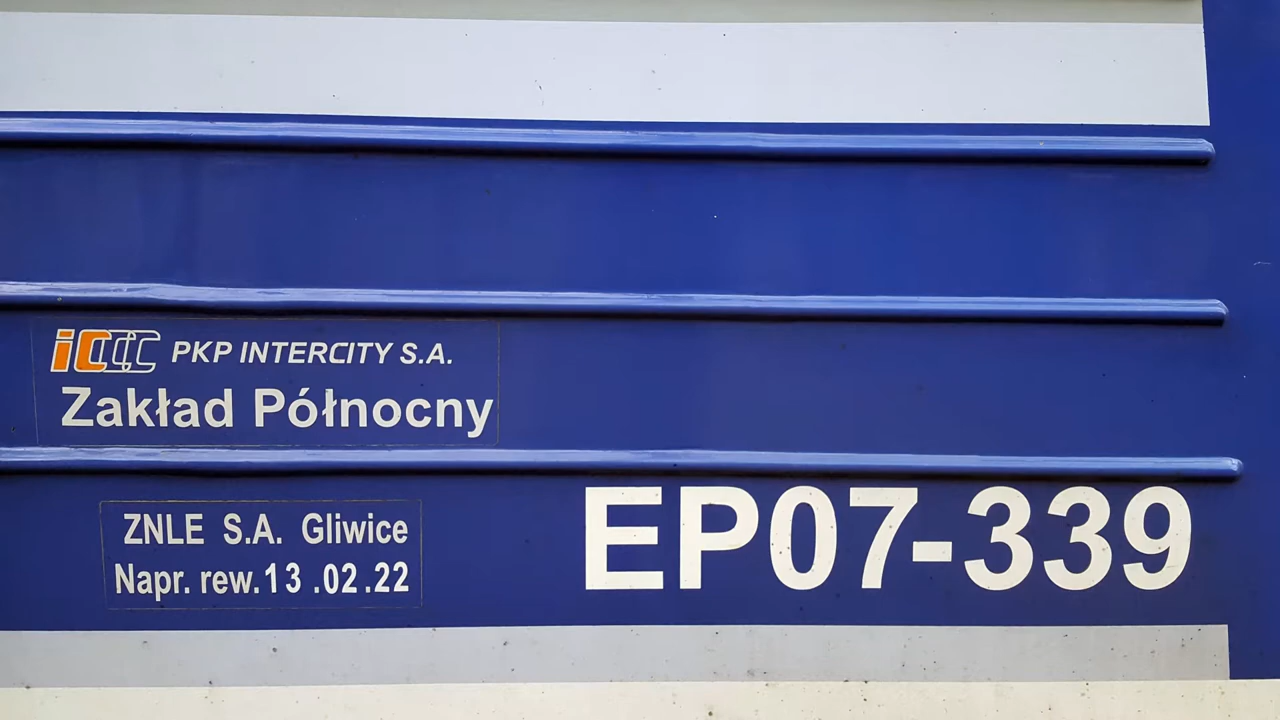 iC PKP INTERCITY S.A.
Zakład Północny
ZNLE S.A. Gliwice
Napr. rew.13 .02.22
EP07-339